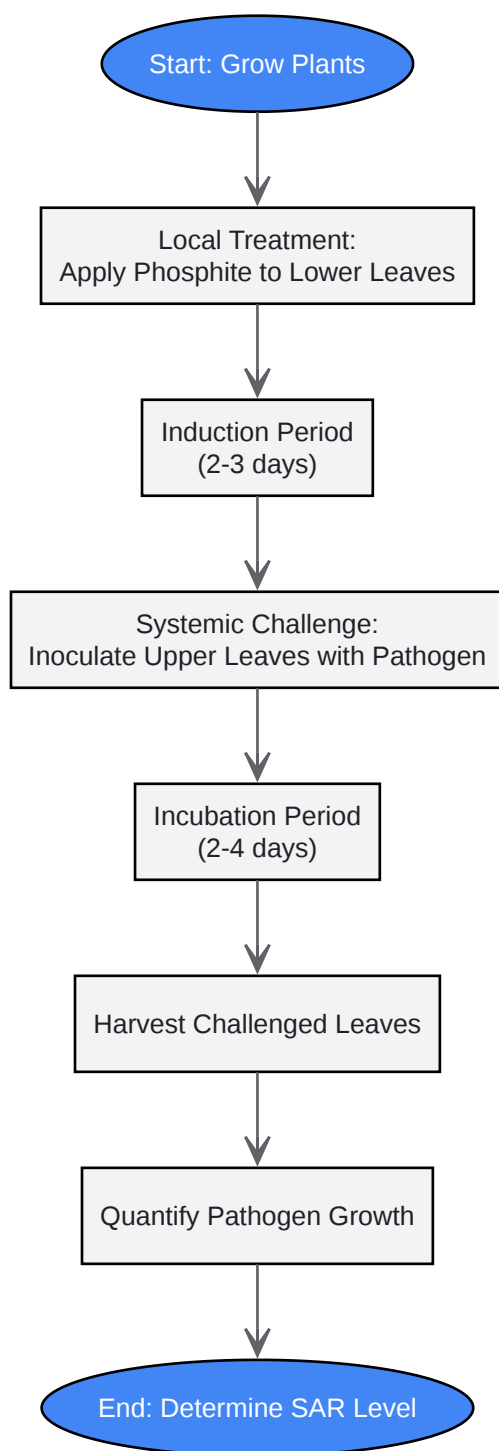 Start: Grow Plants
Local Treatment:
Apply Phosphite to Lower Leaves
Induction Period
(2-3 days)
Systemic Challenge:
Inoculate Upper Leaves with Pathogen
Incubation Period
(2-4 days)
Harvest Challenged Leaves
Quantify Pathogen Growth
End: Determine SAR Level